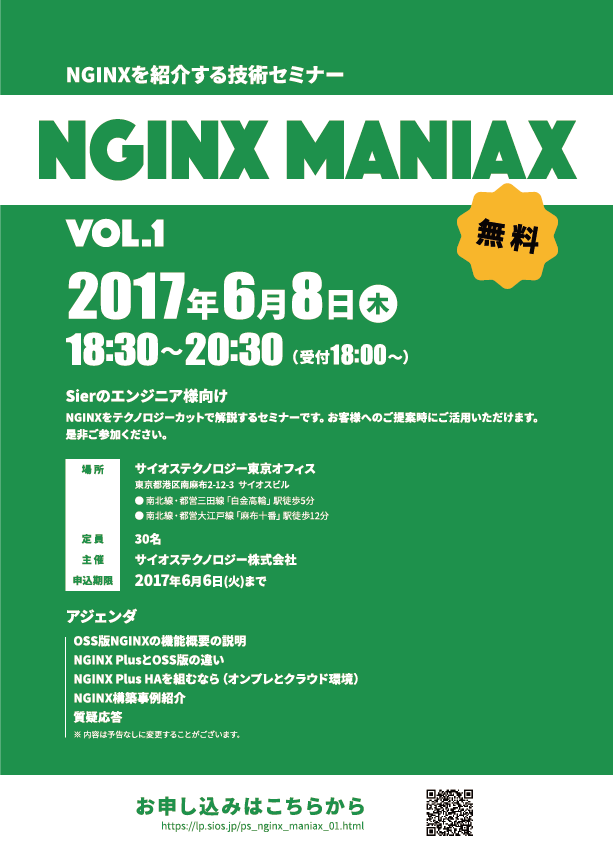 NGINXを紹介する技術セミナー
NGINX MANIAX
VOL.1
無料
2017年6月8日 木
18:30～20:30（受付18:00～）
Sierのエンジニア様向け
NGINXをテクノロジーカットで解説するセミナーです。お客様へのご提案時にご活用いただけます。
是非ご参加ください。
場所 サイオステクノロジー東京オフィス
東京都港区南麻布2-12-3 サイオスビル
● 南北線・都営三田線「白金高輪」駅徒歩5分
● 南北線・都営大江戸線「麻布十番」駅徒歩12分
定員 30名
主催 サイオステクノロジー株式会社
申込期限 2017年6月6日(火)まで
アジェンダ
OSS版NGINXの機能概要の説明
NGINX PlusとOSS版の違い
NGINX Plus HAを組むなら（オンプレとクラウド環境）
NGINX構築事例紹介
質疑応答
※ 内容は予告なしに変更することがございます。
お申し込みはこちらから
https://lp.sios.jp/ps_nginx_maniax_01.html